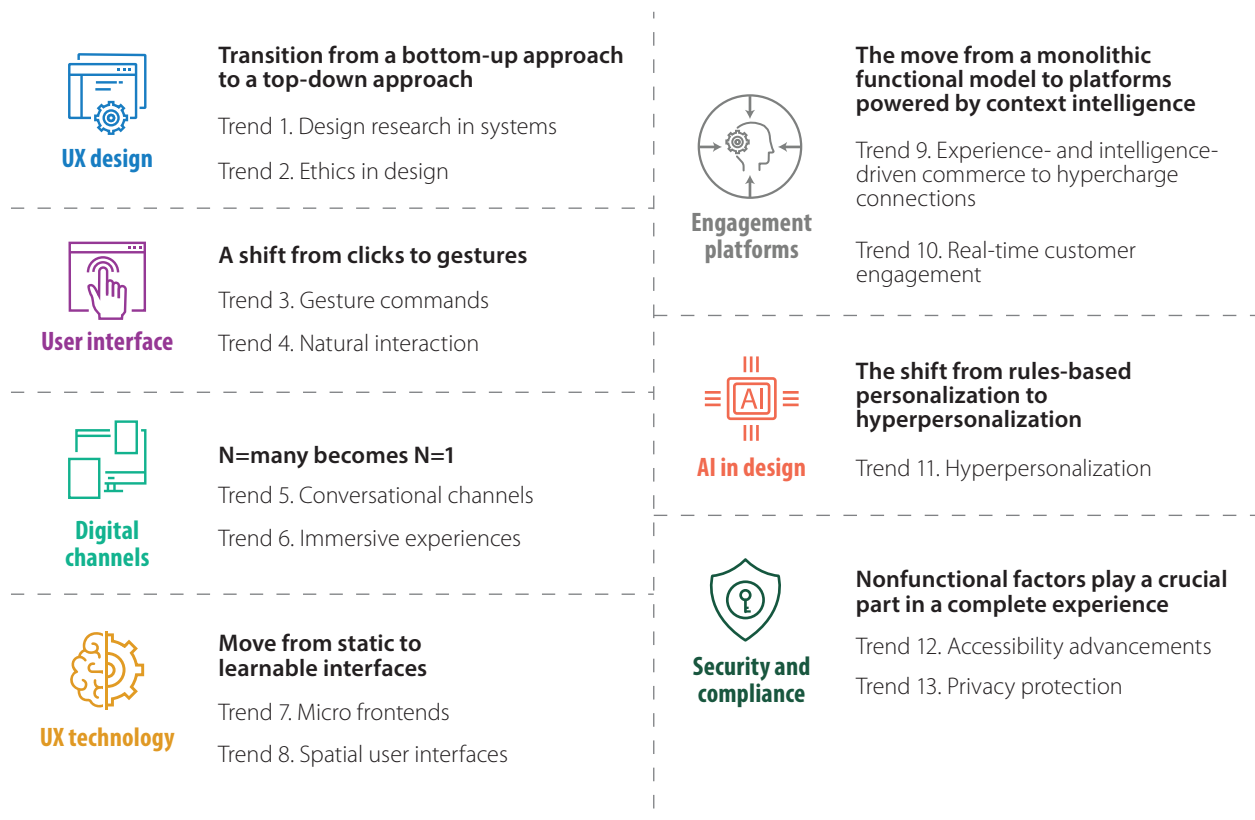 Transition from a bottom-up approach
to a top-down approach
Trend 1. Design research in systems
Trend 2. Ethics in design
UX design
A shift from clicks to gestures
Trend 3. Gesture commands
Trend 4. Natural interaction
User interface
N=many becomes N=1
Trend 5. Conversational channels
Trend 6. Immersive experiences
Digital
channels
Move from static to
learnable interfaces
Trend 7. Micro frontends
Trend 8. Spatial user interfaces
UX technology
The move from a monolithic
functional model to platforms
powered by context intelligence
Trend 9. Experience- and intelligence-
driven commerce to hypercharge
connections
Trend 10. Real-time customer
engagement
Engagement
platforms
The shift from rules-based
personalization to
hyperpersonalization
Trend 11. Hyperpersonalization
AI
AI in design
Nonfunctional factors play a crucial
part in a complete experience
Trend 12. Accessibility advancements
Trend 13. Privacy protection
Security and
compliance